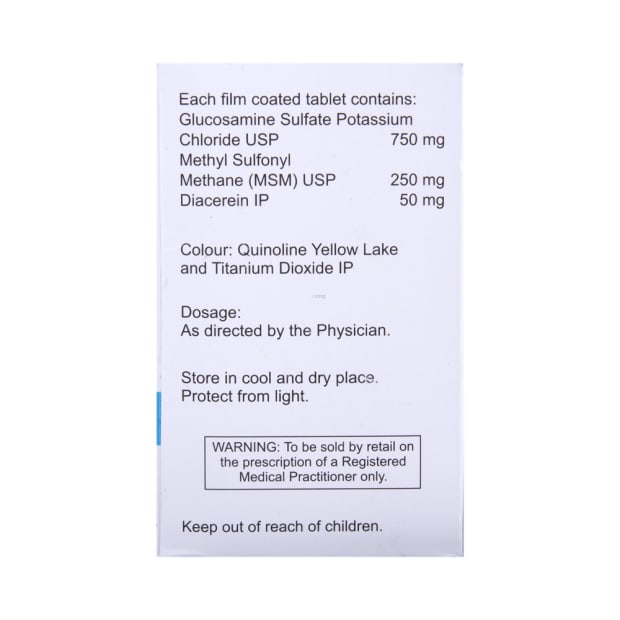 Each film coated tablet contains:
Glucosamine Sulfate Potassium
Chloride USP 750 mg
Methyl Sulfonyl
Methane (MSM) USP 250 mg
Diacerein IP 50 mg
Colour: Quinoline Yellow Lake
and Titanium Dioxide IP
Dosage:
As directed by the Physician.
Store in cool and dry place.
Protect from light.
WARNING: To be sold by retail on
the prescription of a Registered
Medical Practitioner only.
Keep out of reach of children.